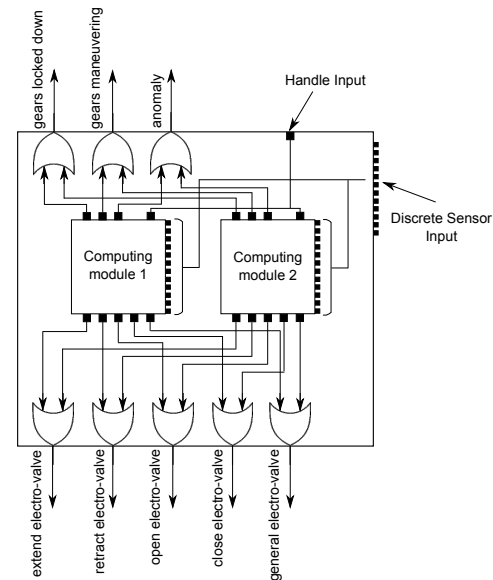 gears locked down
gears maneuvering
anomaly
Handle Input
Discrete Sensor
Input
Computing
module 1
Computing
module 2
extend electro-valve
retract electro-valve
open electro-valve
close electro-valve
general electro-valve